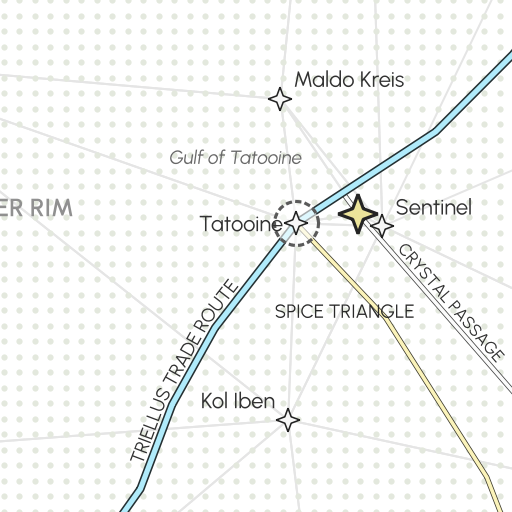 Maldo Kreis
Gulf of Tatooine
ER RIM
Sentinel
Tatooine
CRYSTAL PASSAGE
SPICE TRIANGLE
TRIELLUS TRADE ROUTE
Kol Iben